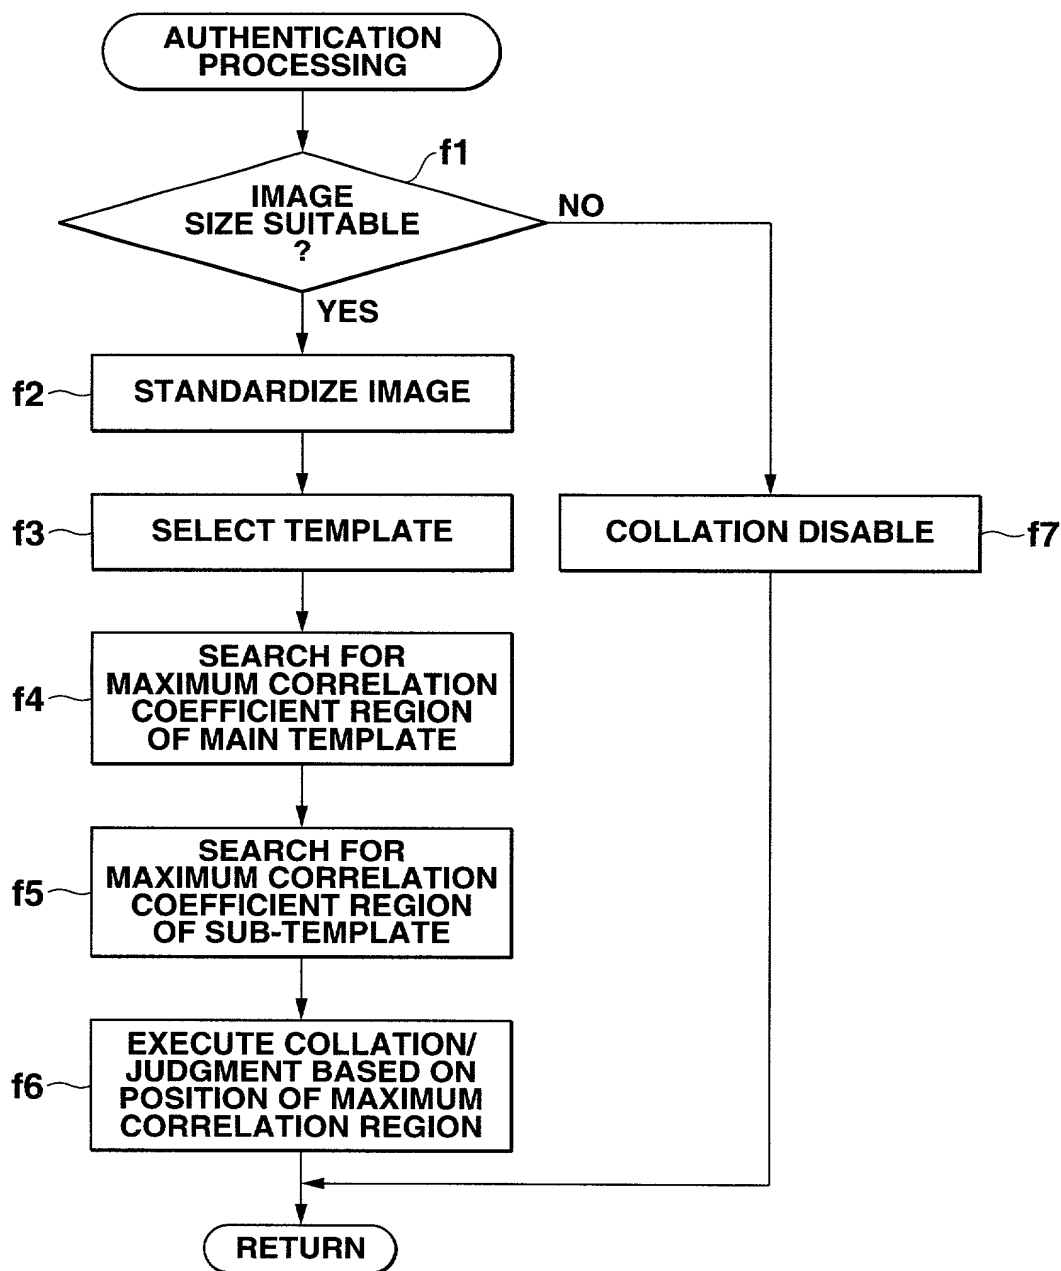 AUTHENTICATION
PROCESSING
f1
IMAGE
SIZE SUITABLE
?
NO
YES
f2
STANDARDIZE IMAGE
f3
SELECT TEMPLATE
COLLATION DISABLE
f7
f4
SEARCH FOR
MAXIMUM CORRELATION
COEFFICIENT REGION
OF MAIN TEMPLATE
f5
SEARCH FOR
MAXIMUM CORRELATION
COEFFICIENT REGION
OF SUB-TEMPLATE
f6
EXECUTE COLLATION/
JUDGMENT BASED ON
POSITION OF MAXIMUM
CORRELATION REGION
RETURN